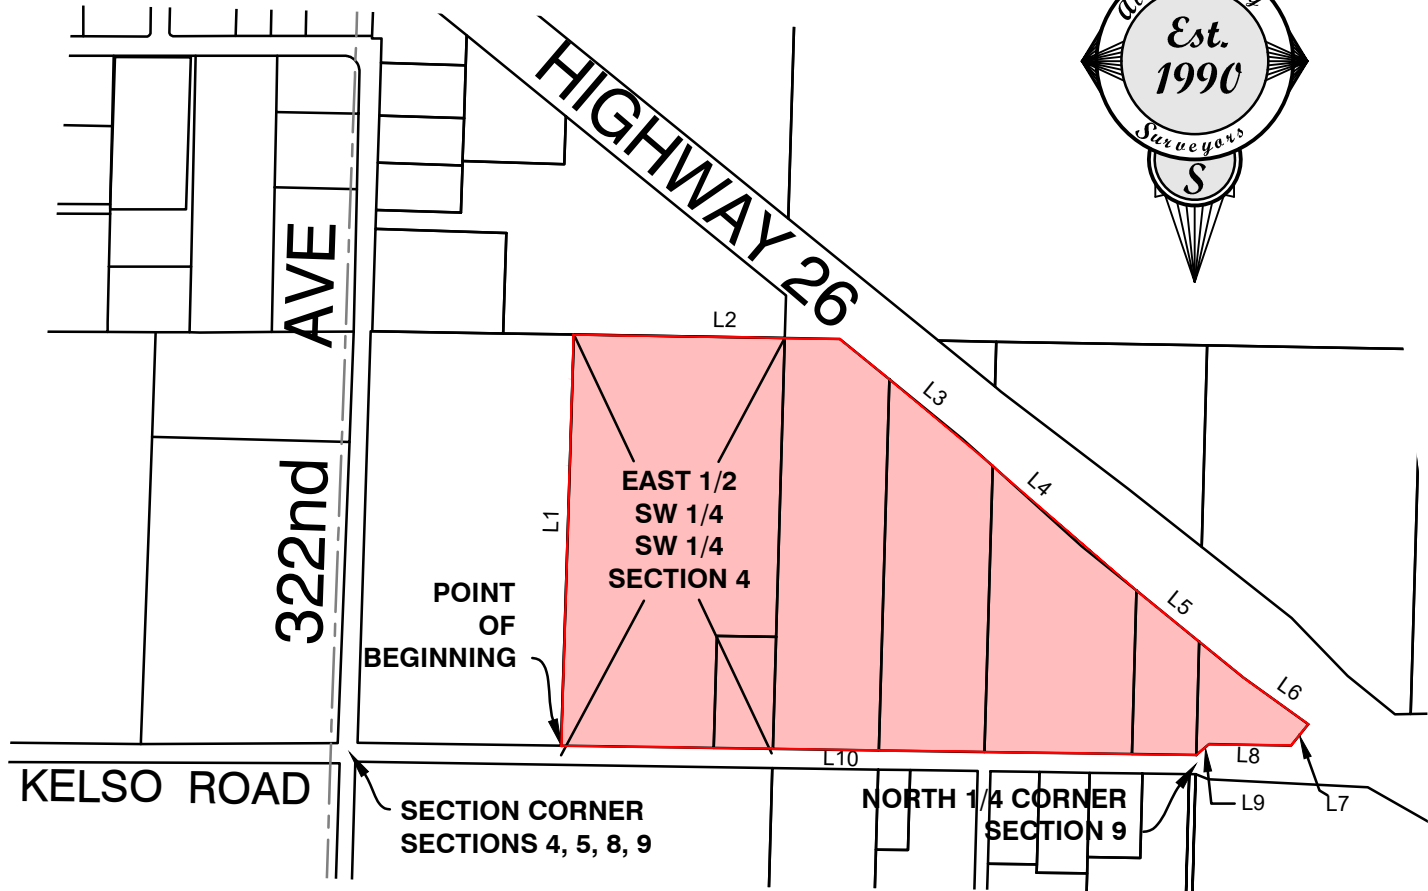 Est.
1990
Surveyors
S
HIGHWAY 26
AVE
322nd
L2
L3
L4
L1
EAST 1/2
SW 1/4
SW 1/4
SECTION 4
POINT
OF
BEGINNING
L5
L6
L10
L8
L9
L7
KELSO ROAD
SECTION CORNER
SECTIONS 4, 5, 8, 9
NORTH 1/4 CORNER
SECTION 9